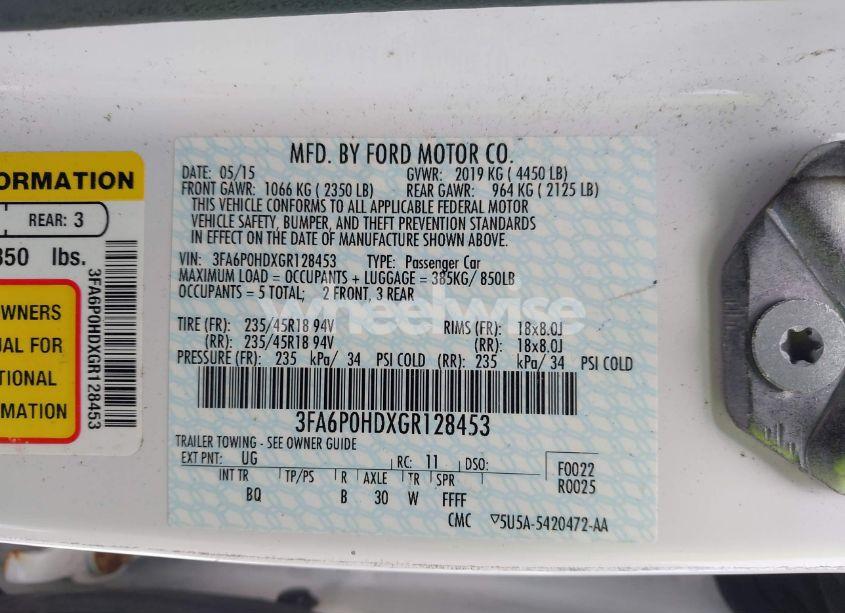 ORMATION
REAR: 3
350 lbs.
OWNERS
UAL FOR
TIONAL
FORMATION
3FA6P0HDXGR128453
MFD. BY FORD MOTOR CO.
DATE: 05/15 GVWR: 2019 KG ( 4450 LB)
FRONT GAWR: 1066 KG ( 2350 LB) REAR GAWR: 964 KG ( 2125 LB)
THIS VEHICLE CONFORMS TO ALL APPLICABLE FEDERAL MOTOR
VEHICLE SAFETY, BUMPER, AND THEFT PREVENTION STANDARDS
IN EFFECT ON THE DATE OF MANUFACTURE SHOWN ABOVE.
VIN: 3FA6P0HDXGR128453 TYPE: Passenger Car
MAXIMUM LOAD = OCCUPANTS + LUGGAGE = 385KG/ 850LB
OCCUPANTS = 5 TOTAL; 2 FRONT, 3 REAR
wheelwise
TIRE (FR): 235/45R18 94V RIMS (FR): 18x8.0J
(RR): 235/45R18 94V (RR): 18x8.0J
PRESSURE (FR): 235 kPa/ 34 PSI COLD (RR): 235 kPa/ 34 PSI COLD
3FA6P0HDXGR128453
TRAILER TOWING - SEE OWNER GUIDE
EXT PNT: UG RC: 11 DSO: F0022
R0025
INT TR TP/PS R AXLE TR SPR
BQ B 30 W FFFF
CMC ▽5U5A-5420472-AA